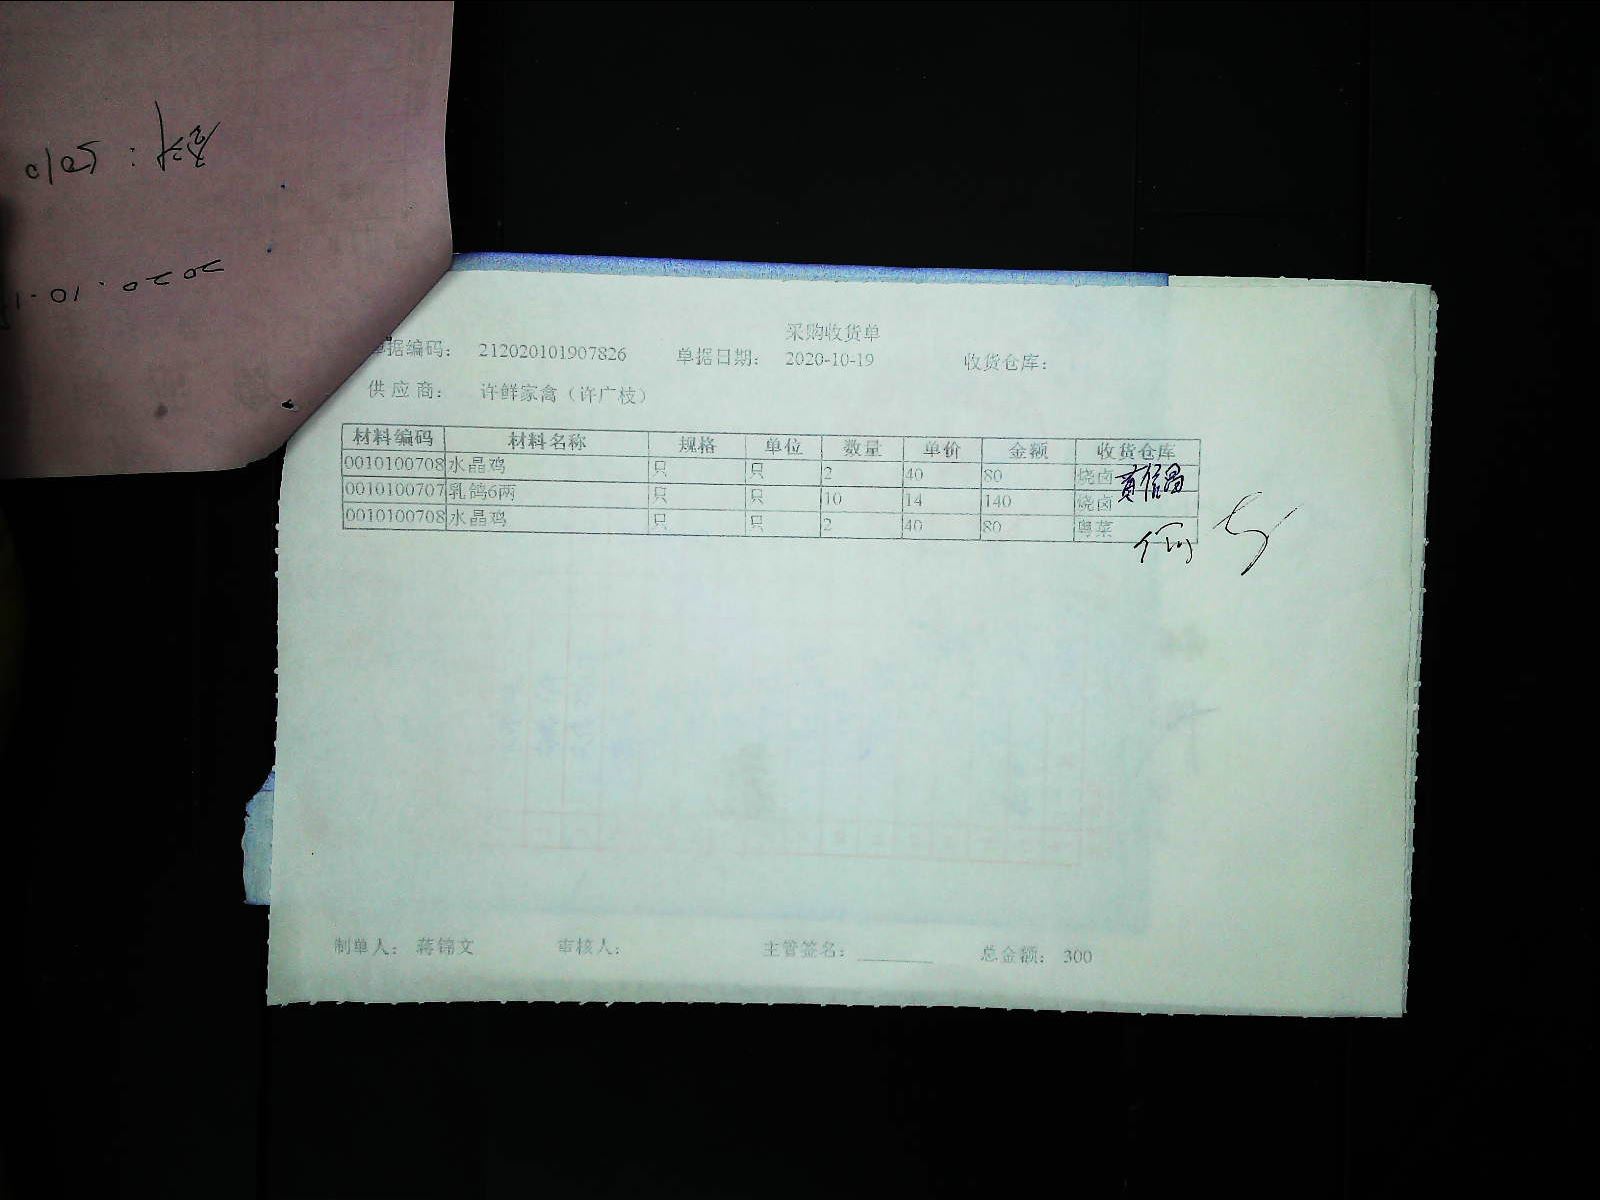 采购收货单
单据编码： 212020101907826 单据日期： 2020-10-19 收货仓库：
供应商： 许鲜家禽（许广枝）
材料编码 材料名称 规格 单位 数量 单价 金额 收货仓库
0010100708 水晶鸡 只 只 2 40 80 烧卤
0010100707 乳鸽6两 只 只 10 14 140 烧卤
0010100708 水晶鸡 只 只 2 40 80 粤菜
制单人： 蒋锦文 审核人： 主管签名： 总金额： 300